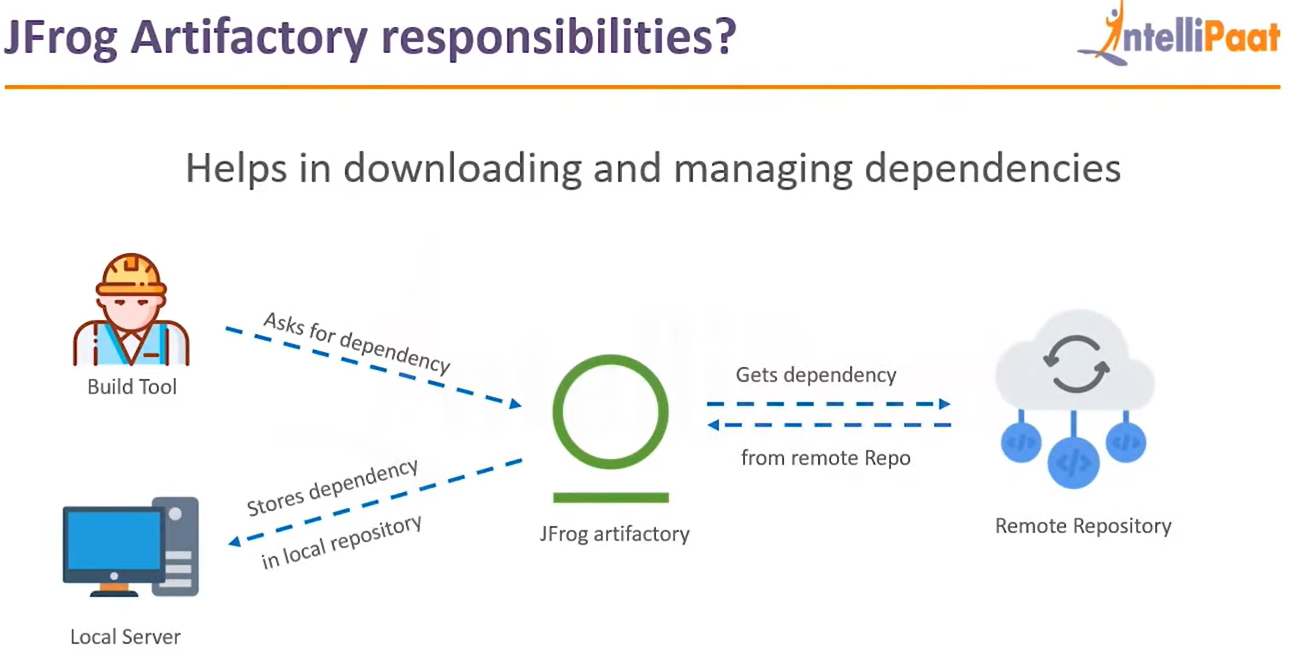 JFrog Artifactory responsibilities?
IntelliPaat
Helps in downloading and managing dependencies
Asks for dependency
Build Tool
Gets dependency
from remote Repo
Stores dependency
in local repository
JFrog artifactory
Remote Repository
Local Server